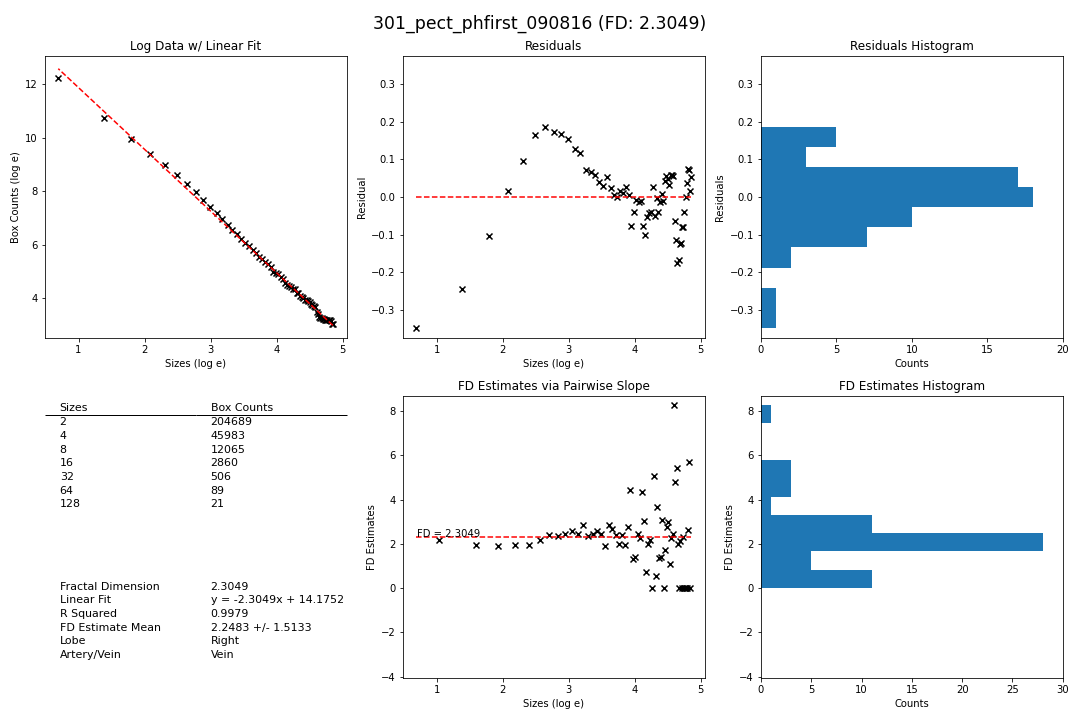 301_pect_phfirst_090816 (FD: 2.3049)
Log Data w/ Linear Fit
12
10
8
6
4
Box Counts (log e)
1 2 3 4 5
Sizes (log e)
Residuals
0.3
0.2
0.1
0.0
−0.1
−0.2
−0.3
Residual
1 2 3 4 5
Sizes (log e)
Residuals Histogram
0.3
0.2
0.1
0.0
−0.1
−0.2
−0.3
Residuals
0 5 10 15 20
Counts
Sizes Box Counts
2 204689
4 45983
8 12065
16 2860
32 506
64 89
128 21
Fractal Dimension 2.3049
Linear Fit y = -2.3049x + 14.1752
R Squared 0.9979
FD Estimate Mean 2.2483 +/- 1.5133
Lobe Right
Artery/Vein Vein
FD Estimates via Pairwise Slope
8
6
4
2
0
−2
−4
FD Estimates
FD = 2.3049
1 2 3 4 5
Sizes (log e)
FD Estimates Histogram
8
6
4
2
0
−2
−4
FD Estimates
0 5 10 15 20 25 30
Counts